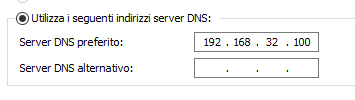 Utilizza i seguenti indirizzi server DNS:
Server DNS preferito: 192 . 168 . 32 . 100
Server DNS alternativo: . . .